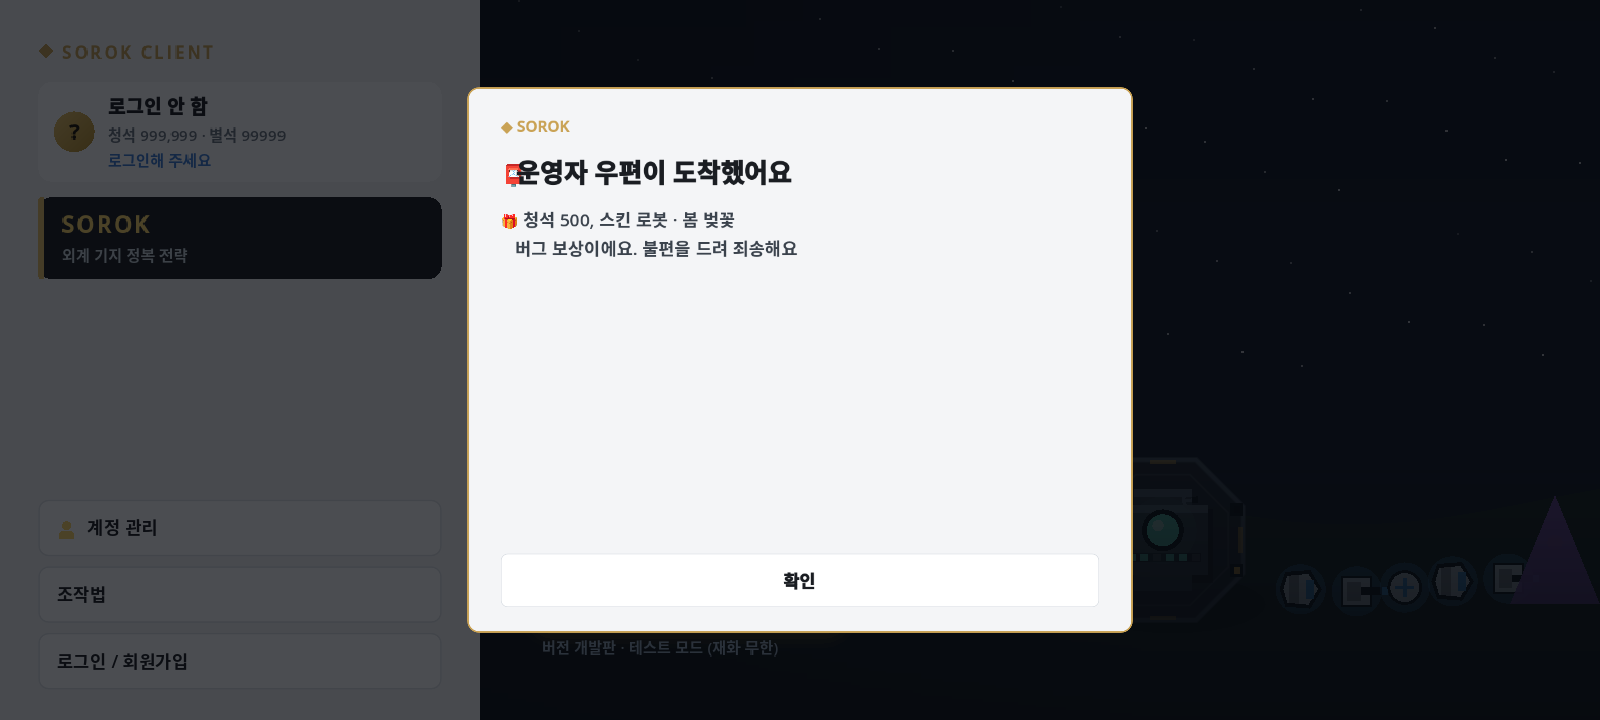 ◆ SOROK CLIENT
?
로그인 안 함
청석 999,999 · 별석 99999
로그인해 주세요
SOROK
외계 기지 정복 전략
◆ SOROK
📮운영자 우편이 도착했어요
🎁 청석 500, 스킨 로봇 · 봄 벚꽃
버그 보상이에요. 불편을 드려 죄송해요
확인
계정 관리
조작법
로그인 / 회원가입
버전 개발판 · 테스트 모드 (재화 무한)